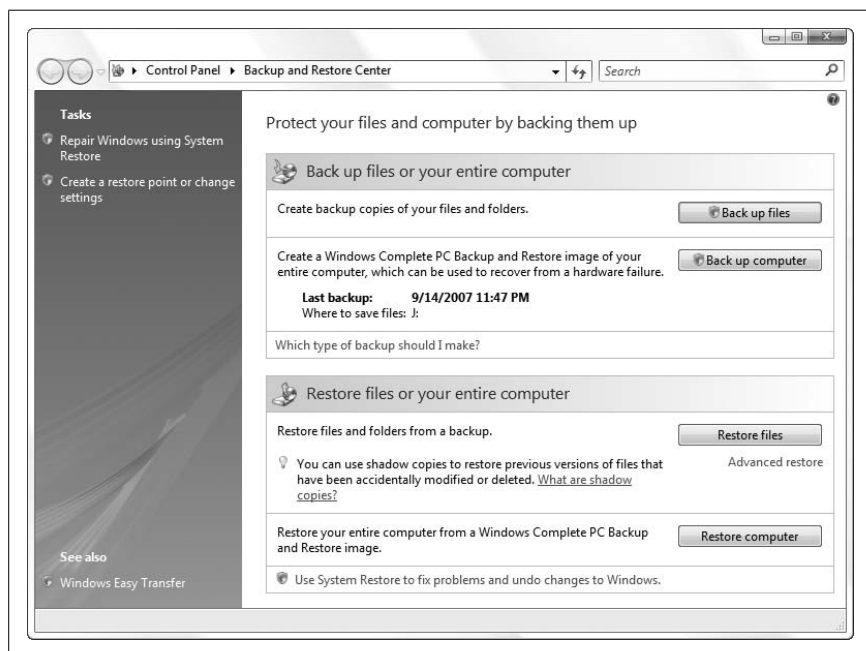 Control Panel ▸ Backup and Restore Center
Search
Tasks
Repair Windows using System
Restore
Create a restore point or change
settings
See also
Windows Easy Transfer
Protect your files and computer by backing them up
Back up files or your entire computer
Create backup copies of your files and folders.
Back up files
Create a Windows Complete PC Backup and Restore image of your
entire computer, which can be used to recover from a hardware failure.
Back up computer
Last backup: 9/14/2007 11:47 PM
Where to save files: J:
Which type of backup should I make?
Restore files or your entire computer
Restore files and folders from a backup.
Restore files
You can use shadow copies to restore previous versions of files that
have been accidentally modified or deleted. What are shadow
copies?
Advanced restore
Restore your entire computer from a Windows Complete PC Backup
and Restore image.
Restore computer
Use System Restore to fix problems and undo changes to Windows.